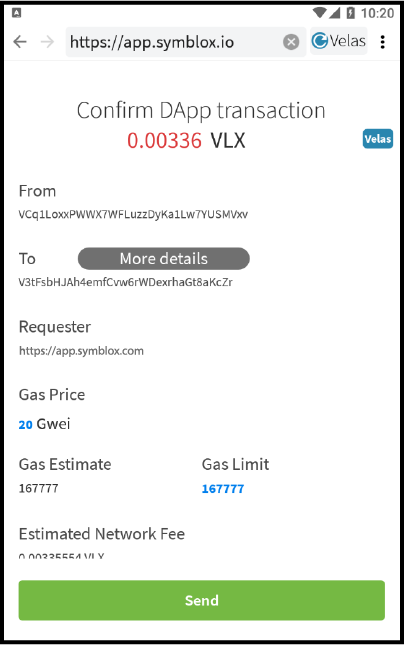 10:20
https://app.symblox.io
Velas
Confirm DApp transaction
0.00336 VLX
Velas
From
VCq1LoxxPWWX7WFLuzzDyKa1Lw7YUSMVxv
To
More details
V3tFsbHJAh4emfCvw6rWDexrhaGt8aKcZr
Requester
https://app.symblox.com
Gas Price
20 Gwei
Gas Estimate
Gas Limit
167777
167777
Estimated Network Fee
0.00335554 VLX
Send